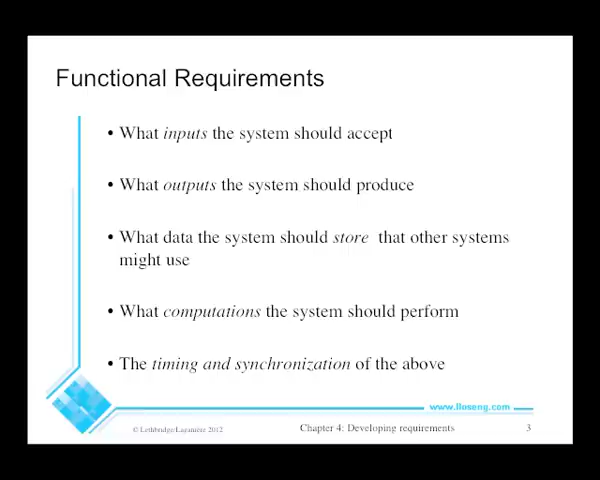 Functional Requirements
• What inputs the system should accept
• What outputs the system should produce
• What data the system should store that other systems
might use
• What computations the system should perform
• The timing and synchronization of the above
www.lloseng.com
© Lethbridge/Laganière 2012
Chapter 4: Developing requirements
3